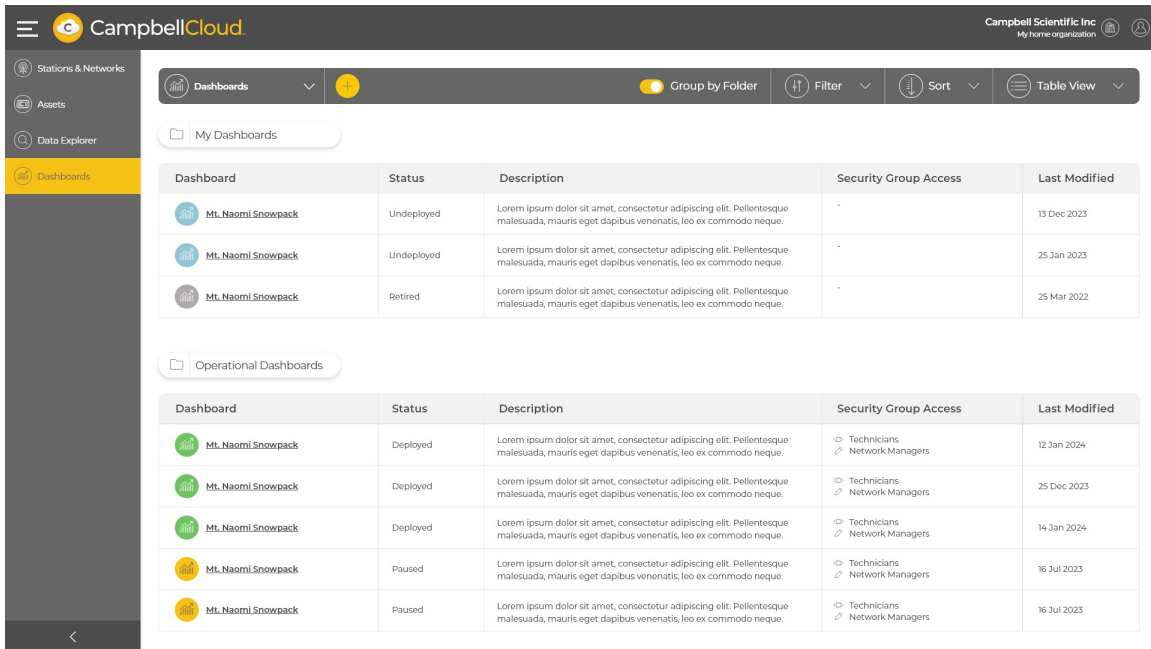 CampbellCloud.
Campbell Scientific Inc
My home organization
Stations & Networks
Assets
Data Explorer
Dashboards
Dashboards
Group by Folder
Filter
Sort
Table View
My Dashboards
Dashboard Status Description Security Group Access Last Modified
Mt. Naomi Snowpack Undeployed Lorem ipsum dolor sit amet, consectetur adipiscing elit. Pellentesque - 13 Dec 2023
malesuada, mauris eget dapibus venenatis, leo ex commodo neque.
Mt. Naomi Snowpack Undeployed Lorem ipsum dolor sit amet, consectetur adipiscing elit. Pellentesque - 25 Jan 2023
malesuada, mauris eget dapibus venenatis, leo ex commodo neque.
Mt. Naomi Snowpack Retired Lorem ipsum dolor sit amet, consectetur adipiscing elit. Pellentesque - 25 Mar 2022
malesuada, mauris eget dapibus venenatis, leo ex commodo neque.
Operational Dashboards
Dashboard Status Description Security Group Access Last Modified
Mt. Naomi Snowpack Deployed Lorem ipsum dolor sit amet, consectetur adipiscing elit. Pellentesque Technicians 12 Jan 2024
malesuada, mauris eget dapibus venenatis, leo ex commodo neque. Network Managers
Mt. Naomi Snowpack Deployed Lorem ipsum dolor sit amet, consectetur adipiscing elit. Pellentesque Technicians 25 Dec 2023
malesuada, mauris eget dapibus venenatis, leo ex commodo neque. Network Managers
Mt. Naomi Snowpack Deployed Lorem ipsum dolor sit amet, consectetur adipiscing elit. Pellentesque Technicians 14 Jan 2024
malesuada, mauris eget dapibus venenatis, leo ex commodo neque. Network Managers
Mt. Naomi Snowpack Paused Lorem ipsum dolor sit amet, consectetur adipiscing elit. Pellentesque Technicians 16 Jul 2023
malesuada, mauris eget dapibus venenatis, leo ex commodo neque. Network Managers
Mt. Naomi Snowpack Paused Lorem ipsum dolor sit amet, consectetur adipiscing elit. Pellentesque Technicians 16 Jul 2023
malesuada, mauris eget dapibus venenatis, leo ex commodo neque. Network Managers